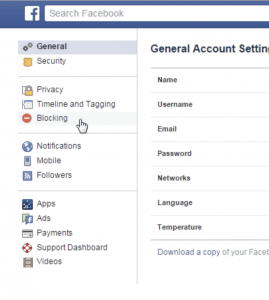 f Search Facebook
General
Security
Privacy
Timeline and Tagging
Blocking
Notifications
Mobile
Followers
Apps
Ads
Payments
Support Dashboard
Videos
General Account Settin
Name
Username
Email
Password
Networks
Language
Temperature
Download a copy of your Faceb